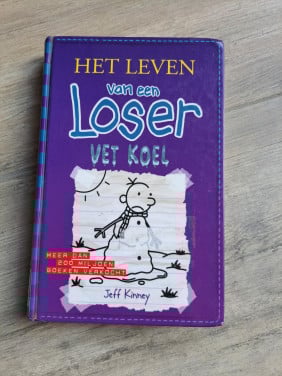 HET LEVEN
van een
Loser
VET KOEL
MEER DAN
200 MILJOEN
BOEKEN VERKOCHT
Jeff Kinney